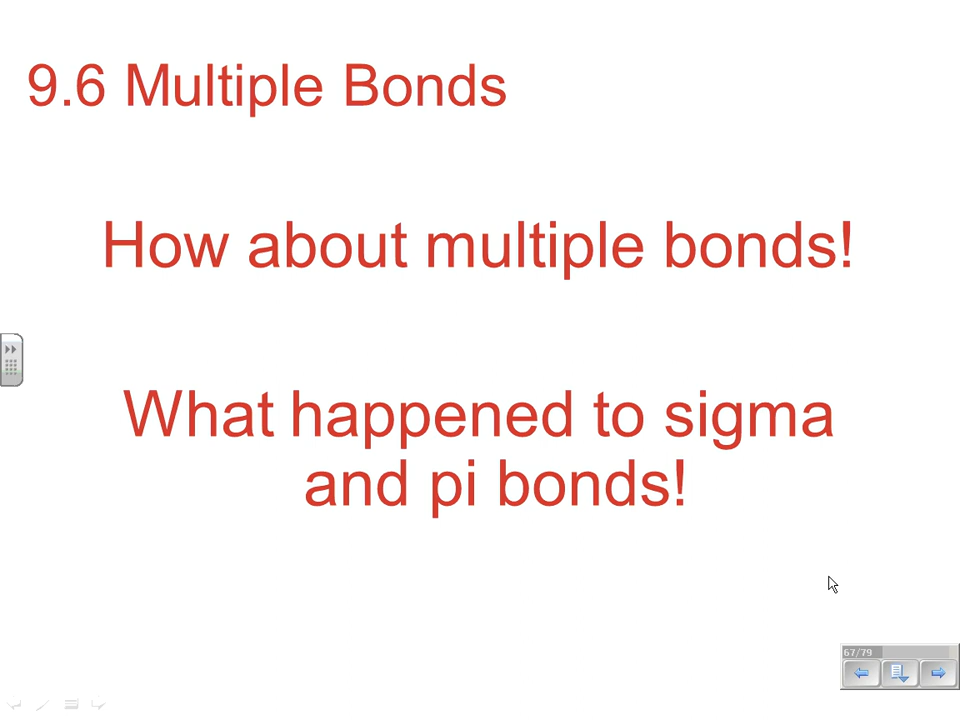 9.6 Multiple Bonds
How about multiple bonds!
What happened to sigma
and pi bonds!
67/79